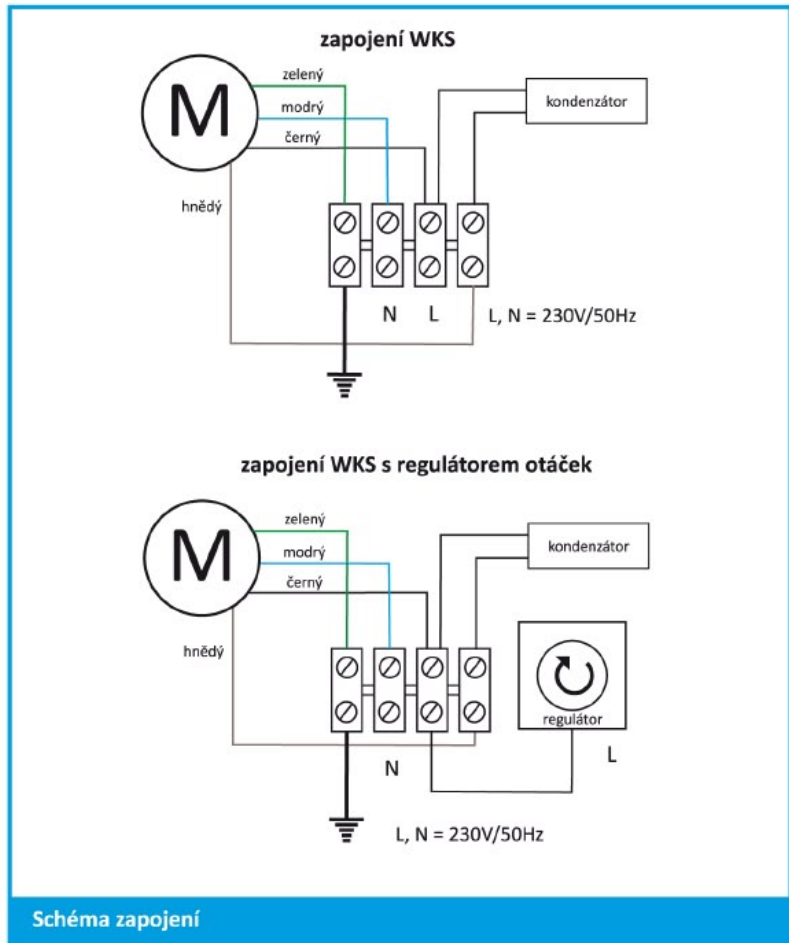 zapojení WKS
zelený
modrý
černý
hnědý
kondenzátor
M
N L L, N = 230V/50Hz
zapojení WKS s regulátorem otáček
zelený
modrý
černý
hnědý
kondenzátor
M
regulátor
N L
L, N = 230V/50Hz
Schéma zapojení